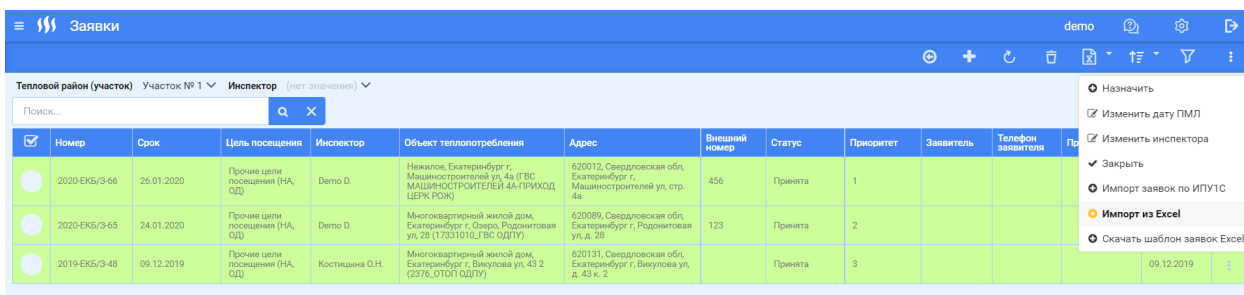 Заявки
demo
Тепловой район (участок) Участок № 1 Инспектор (нет значения)
Поиск...
Номер Срок Цель посещения Инспектор Объект теплопотребления Адрес Внешний номер Статус Приоритет Заявитель Телефон заявителя
2020-ЕКБ/З-66 26.01.2020 Прочие цели посещения (НА, ОД) Demo D. Нежилое, Екатеринбург г, Машиностроителей ул, 4а (ГВС МАШИНОСТРОИТЕЛЕЙ 4А-ПРИХОД ЦЕРК РОЖ) 620012, Свердловская обл, Екатеринбург г, Машиностроителей ул, стр. 4а 456 Принята 1
2020-ЕКБ/З-65 24.01.2020 Прочие цели посещения (НА, ОД) Demo D. Многоквартирный жилой дом, Екатеринбург г, Озеро, Родонитовая ул, 28 (17331010_ГВС ОДПУ) 620089, Свердловская обл, Екатеринбург г, Родонитовая ул, д. 28 123 Принята 2
2019-ЕКБ/З-48 09.12.2019 Прочие цели посещения (НА, ОД) Костицына О.Н. Многоквартирный жилой дом, Екатеринбург г, Викулова ул, 43 2 (2376_ОТОП ОДПУ) 620131, Свердловская обл, Екатеринбург г, Викулова ул, д. 43 к. 2 Принята 3 09.12.2019
Назначить
Изменить дату ПМЛ
Изменить инспектора
Закрыть
Импорт заявок по ИПУ1С
Импорт из Excel
Скачать шаблон заявок Excel